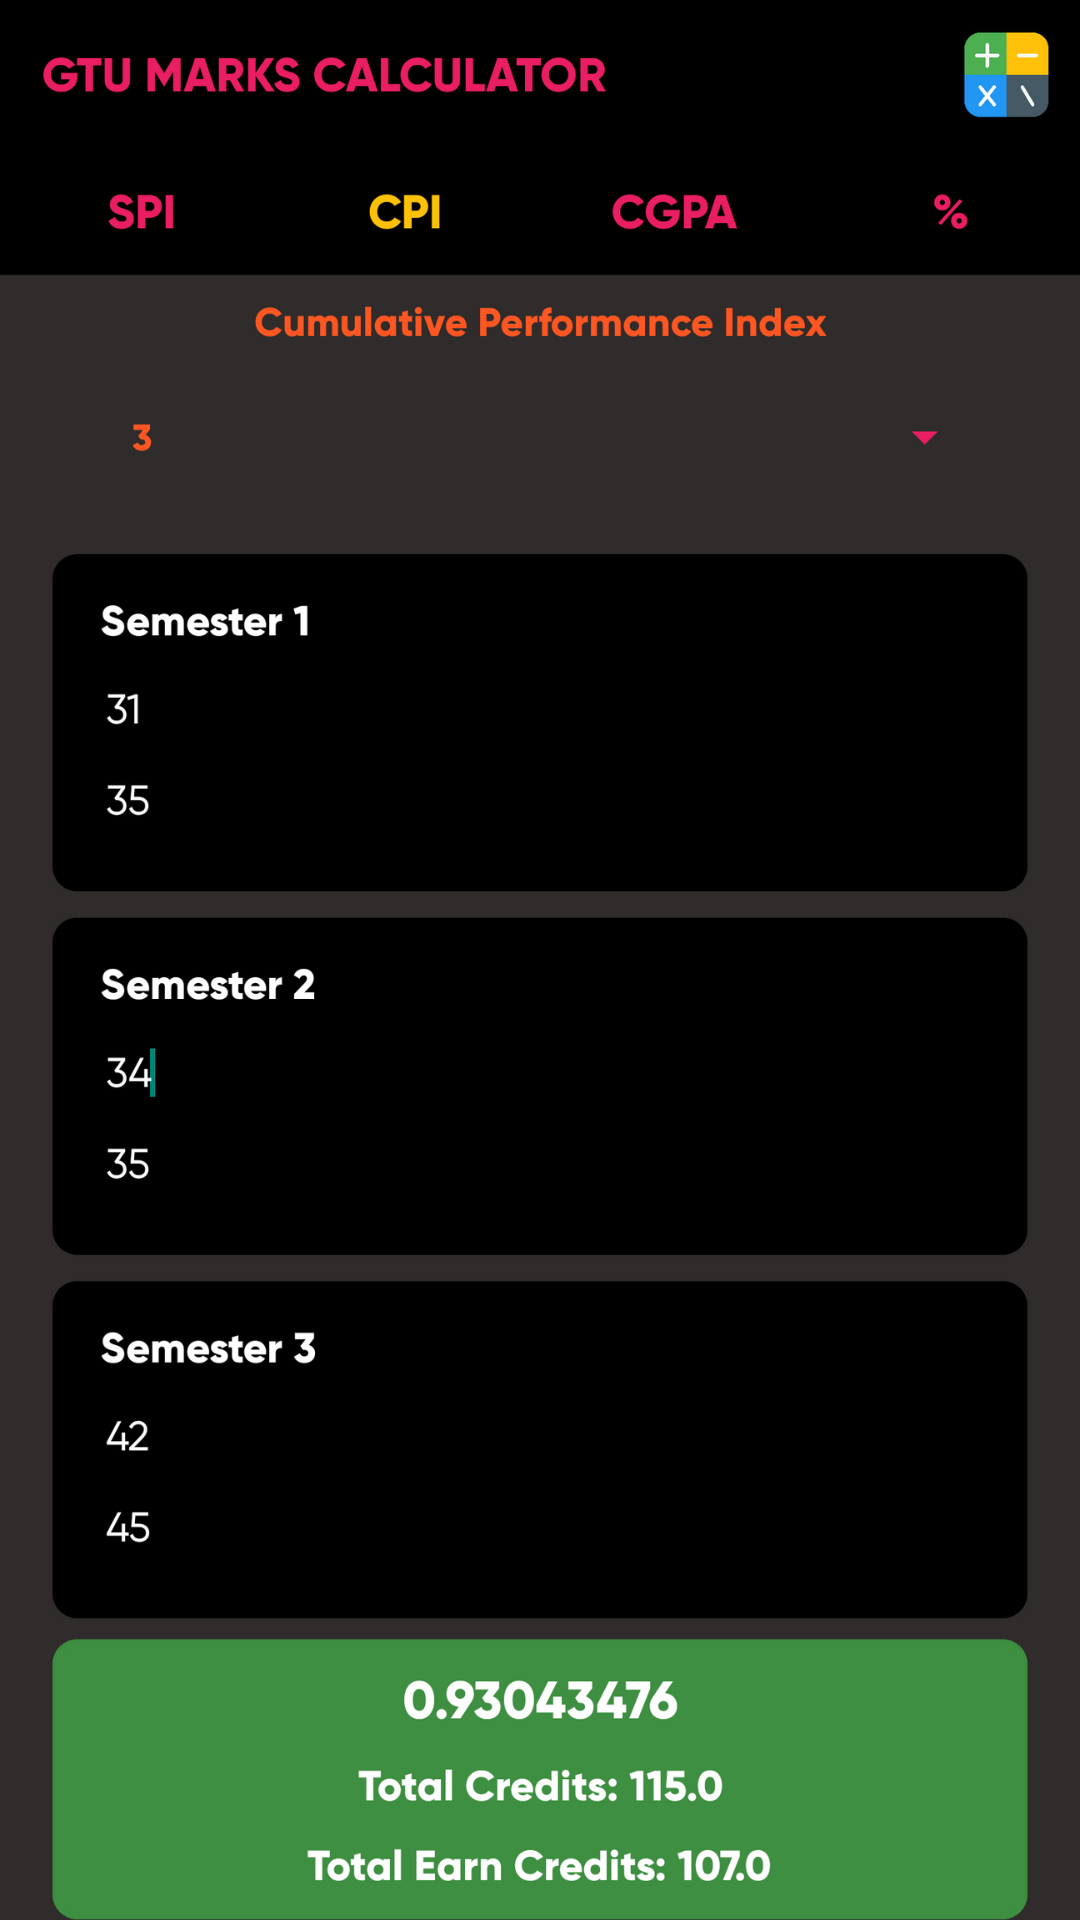 GTU MARKS CALCULATOR
SPI CPI CGPA %
Cumulative Performance Index
3
Semester 1
31
35
Semester 2
34
35
Semester 3
42
45
0.93043476
Total Credits: 115.0
Total Earn Credits: 107.0